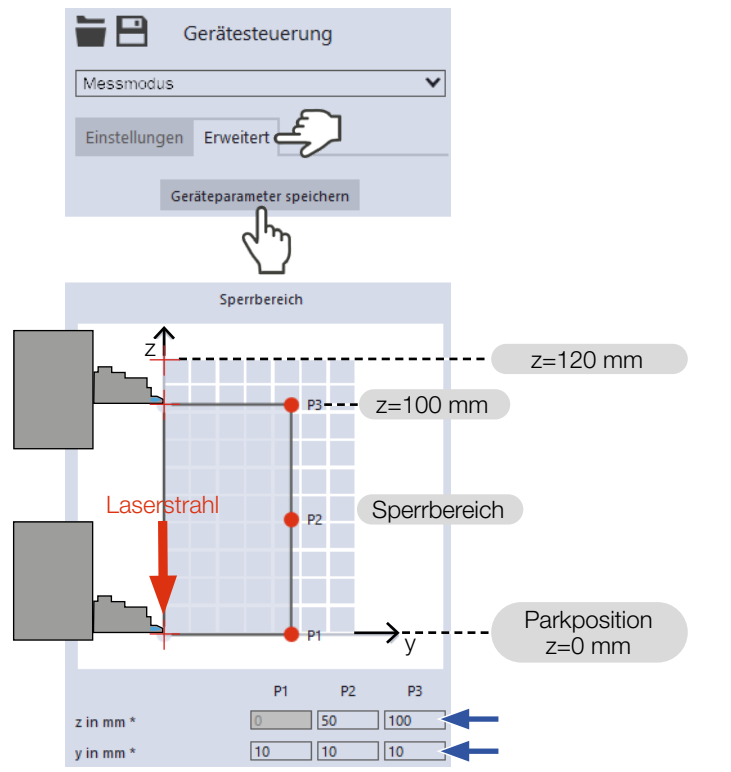 Gerätesteuerung
Messmodus
Einstellungen Erweitert
Geräteparameter speichern
Sperrbereich
z
z=120 mm
P3
z=100 mm
Laserstrahl
Sperrbereich
P2
Parkposition
z=0 mm
P1
y
P1 P2 P3
z in mm * 0 50 100
y in mm * 10 10 10